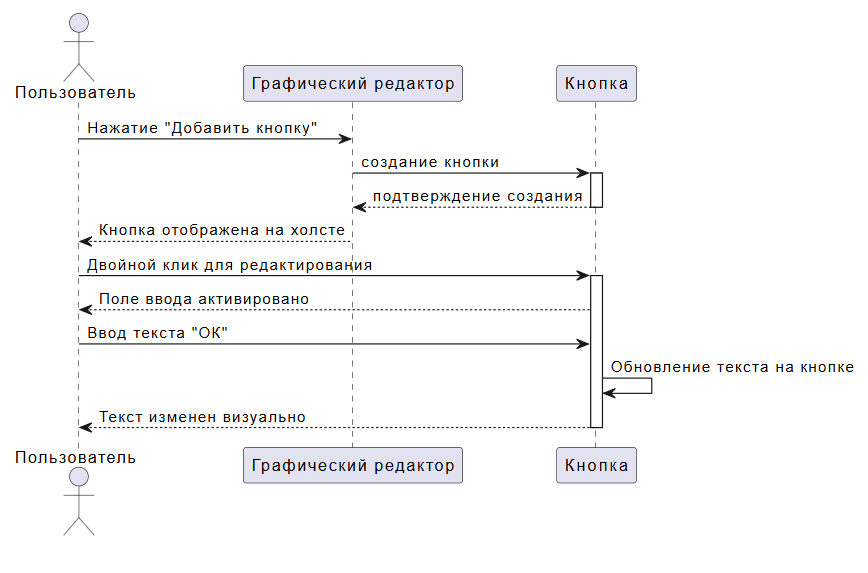 Пользователь
Графический редактор
Кнопка
Нажатие "Добавить кнопку"
создание кнопки
подтверждение создания
Кнопка отображена на холсте
Двойной клик для редактирования
Поле ввода активировано
Ввод текста "ОК"
Обновление текста на кнопке
Текст изменен визуально
Пользователь
Графический редактор
Кнопка